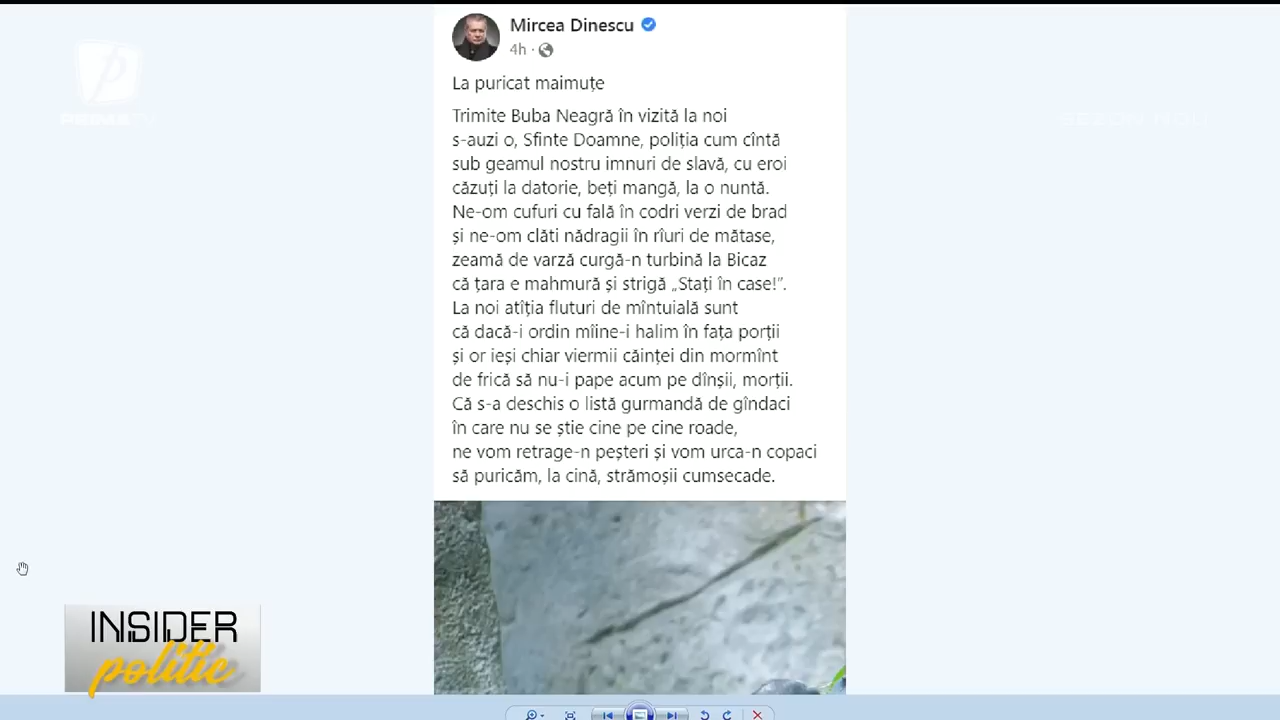 Mircea Dinescu
4h
La puricat maimuțe
Trimite Buba Neagră în vizită la noi
s-auzi o, Sfinte Doamne, poliția cum cîntă
sub geamul nostru imnuri de slavă, cu eroi
căzuți la datorie, beți mangă, la o nuntă.
Ne-om cufuri cu fală în codri verzi de brad
și ne-om clăti nădragii în rîuri de mătase,
zeamă de varză curgă-n turbină la Bicaz
că țara e mahmură și strigă „Stați în case!”.
La noi atîția fluturi de mîntuială sunt
că dacă-i ordin mîine-i halim în fața porții
și or ieși chiar viermii căinței din mormînt
de frică să nu-i pape acum pe dînșii, morții.
Că s-a deschis o listă gurmandă de gîndaci
în care nu se știe cine pe cine roade,
ne vom retrage-n peșteri și vom urca-n copaci
să puricăm, la cină, strămoșii cumsecade.
PRIMA TV
SEZON NOU
INSIDER
politic